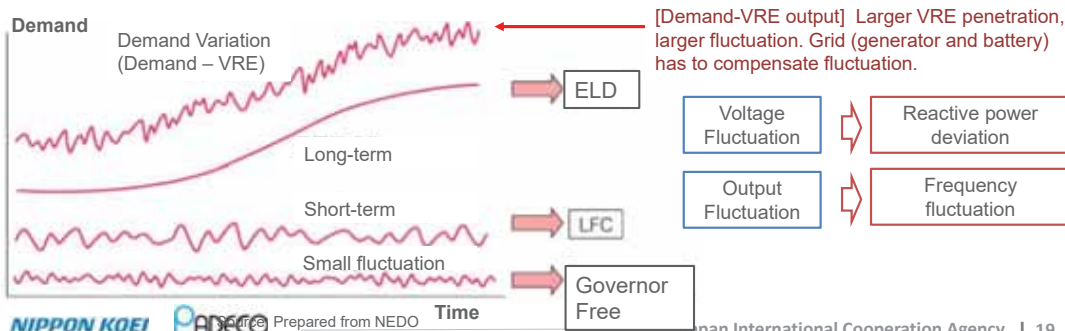 Demand
Demand Variation
(Demand – VRE)
[Demand-VRE output] Larger VRE penetration,
larger fluctuation. Grid (generator and battery)
has to compensate fluctuation.
ELD
Long-term
Voltage
Fluctuation
Reactive power
deviation
Output
Fluctuation
Frequency
fluctuation
Short-term
LFC
Small fluctuation
Governor
Free
Time
NIPPON KOEI
PADECO
Prepared from NEDO
International Cooperation Agency | 19